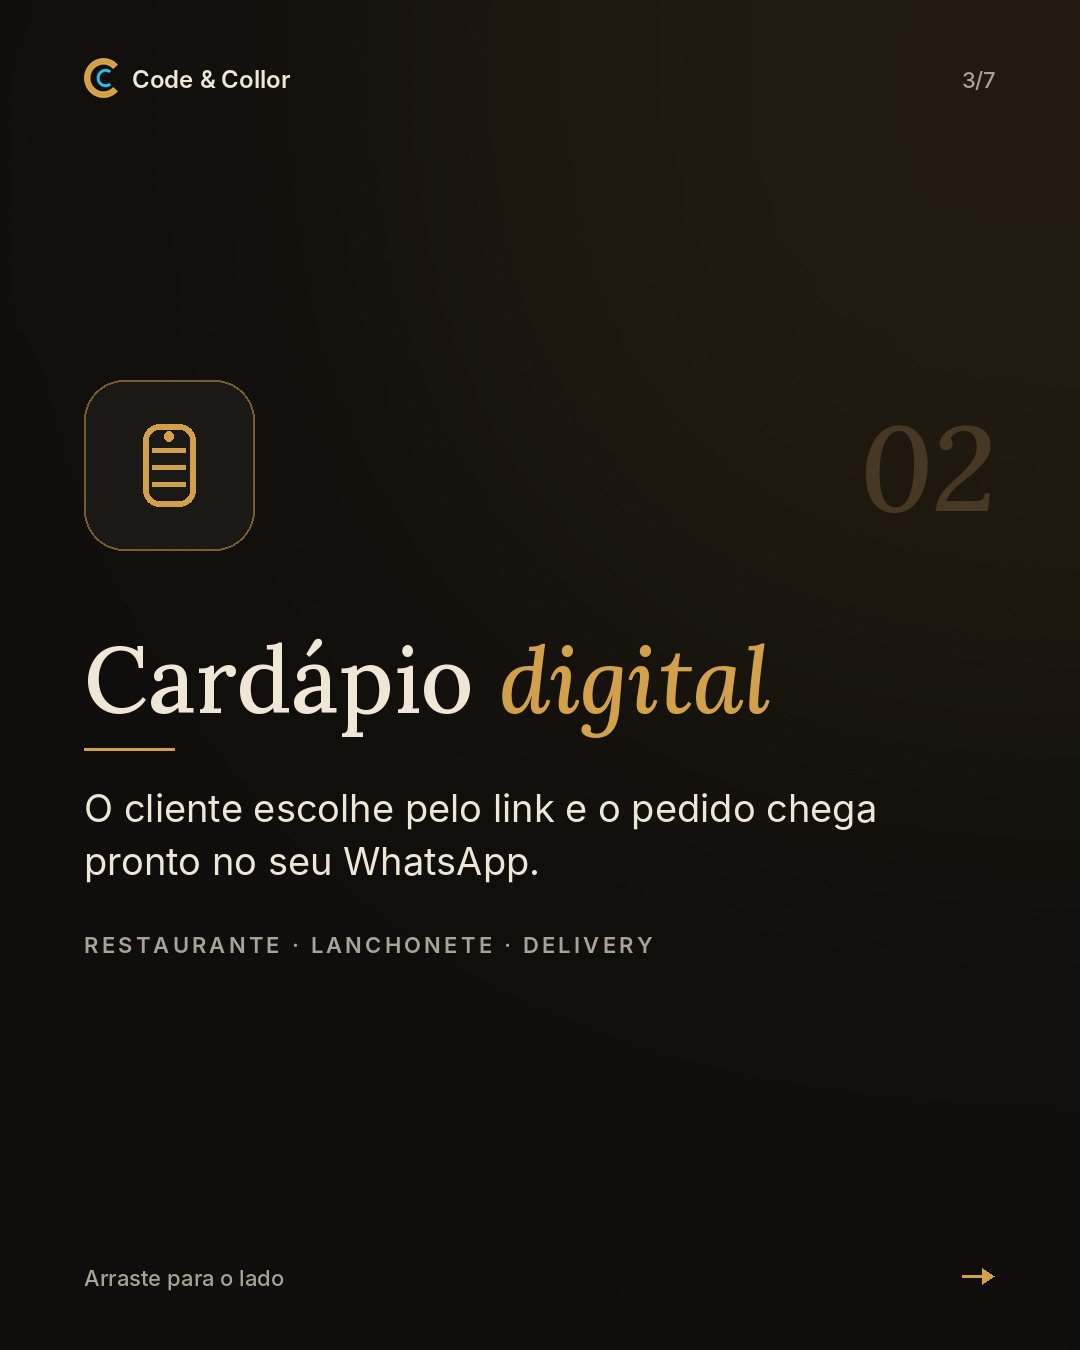 Code & Collor
3/7
02
Cardápio digital
O cliente escolhe pelo link e o pedido chega
pronto no seu WhatsApp.
RESTAURANTE · LANCHONETE · DELIVERY
Arraste para o lado